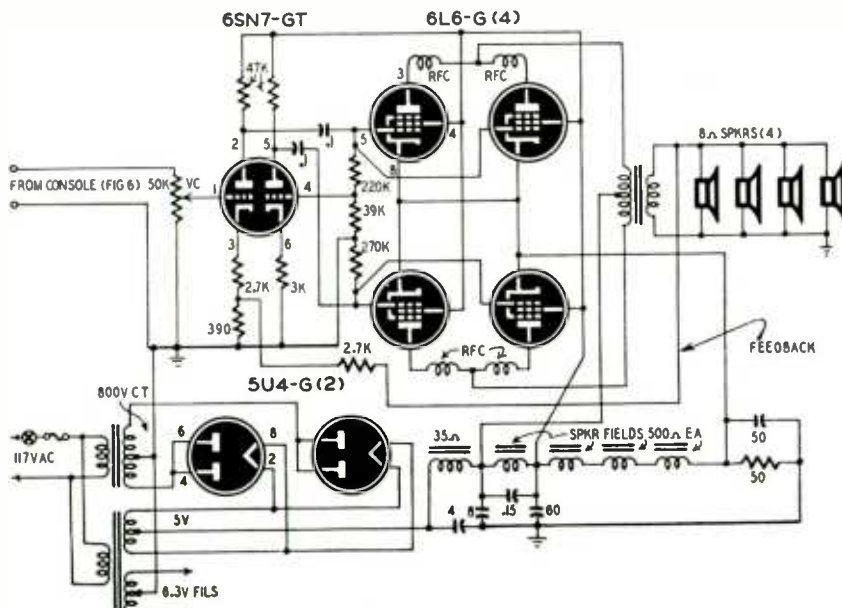 6SN7-GT
6L6-G (4)
47K
3
RFC
RFC
2
5
.1
.1
5
4
8
8Ω SPKRS (4)
FROM CONSOLE (FIG 6)
50K
VC
1
4
220K
39K
270K
3
6
2.7K
3K
390
2.7K
RFC
FEEDBACK
5U4-G (2)
800V CT
6
8
2
4
117VAC
35Ω
SPKR FIELDS 500Ω EA
50
50
5V
4
8
.15
60
6.3V FILS